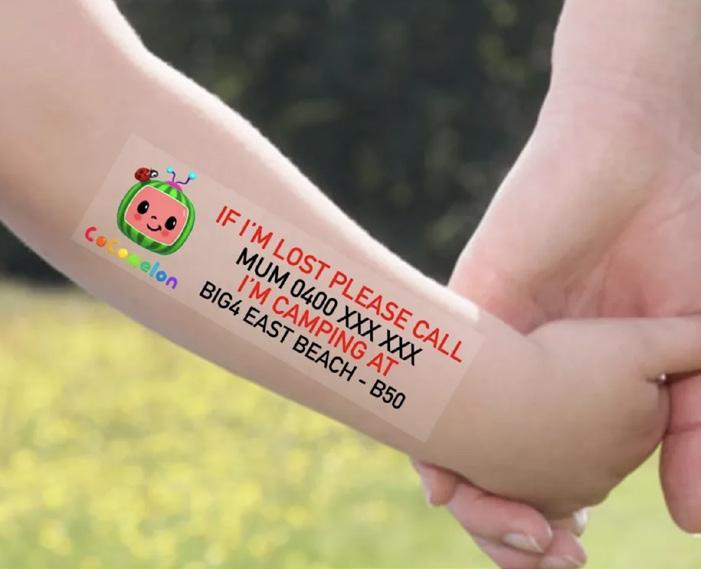 Cocomelon
IF I'M LOST PLEASE CALL
MUM 0400 XXX XXX
I'M CAMPING AT
BIG4 EAST BEACH - B50